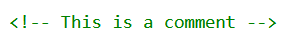 <!-- This is a comment -->